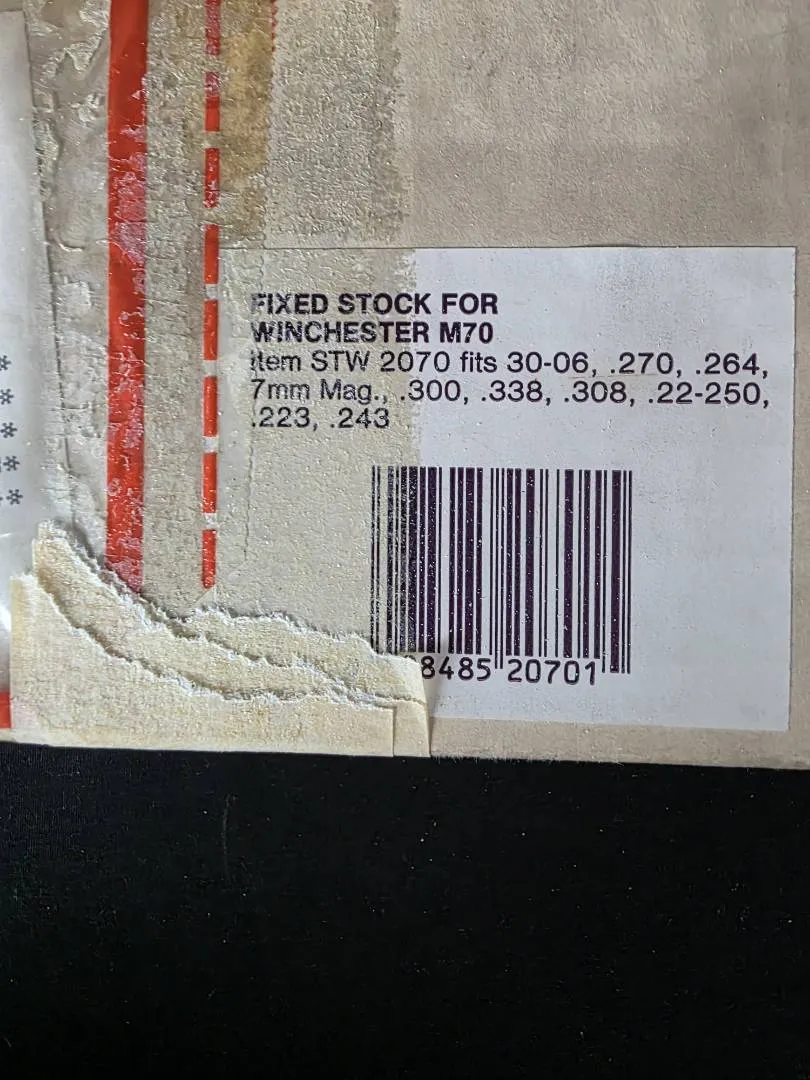 FIXED STOCK FOR
WINCHESTER M70
Item STW 2070 fits 30-06, .270, .264,
7mm Mag., .300, .338, .308, .22-250,
.223, .243
8485 20701